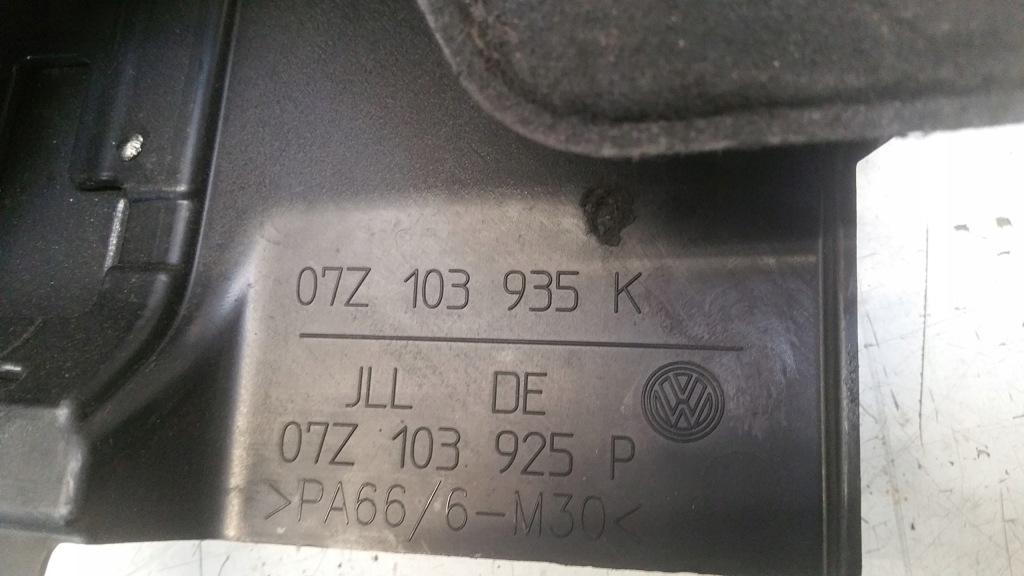 07Z 103 935 K
JLL DE
07Z 103 925 P
>PA66/6-M30<